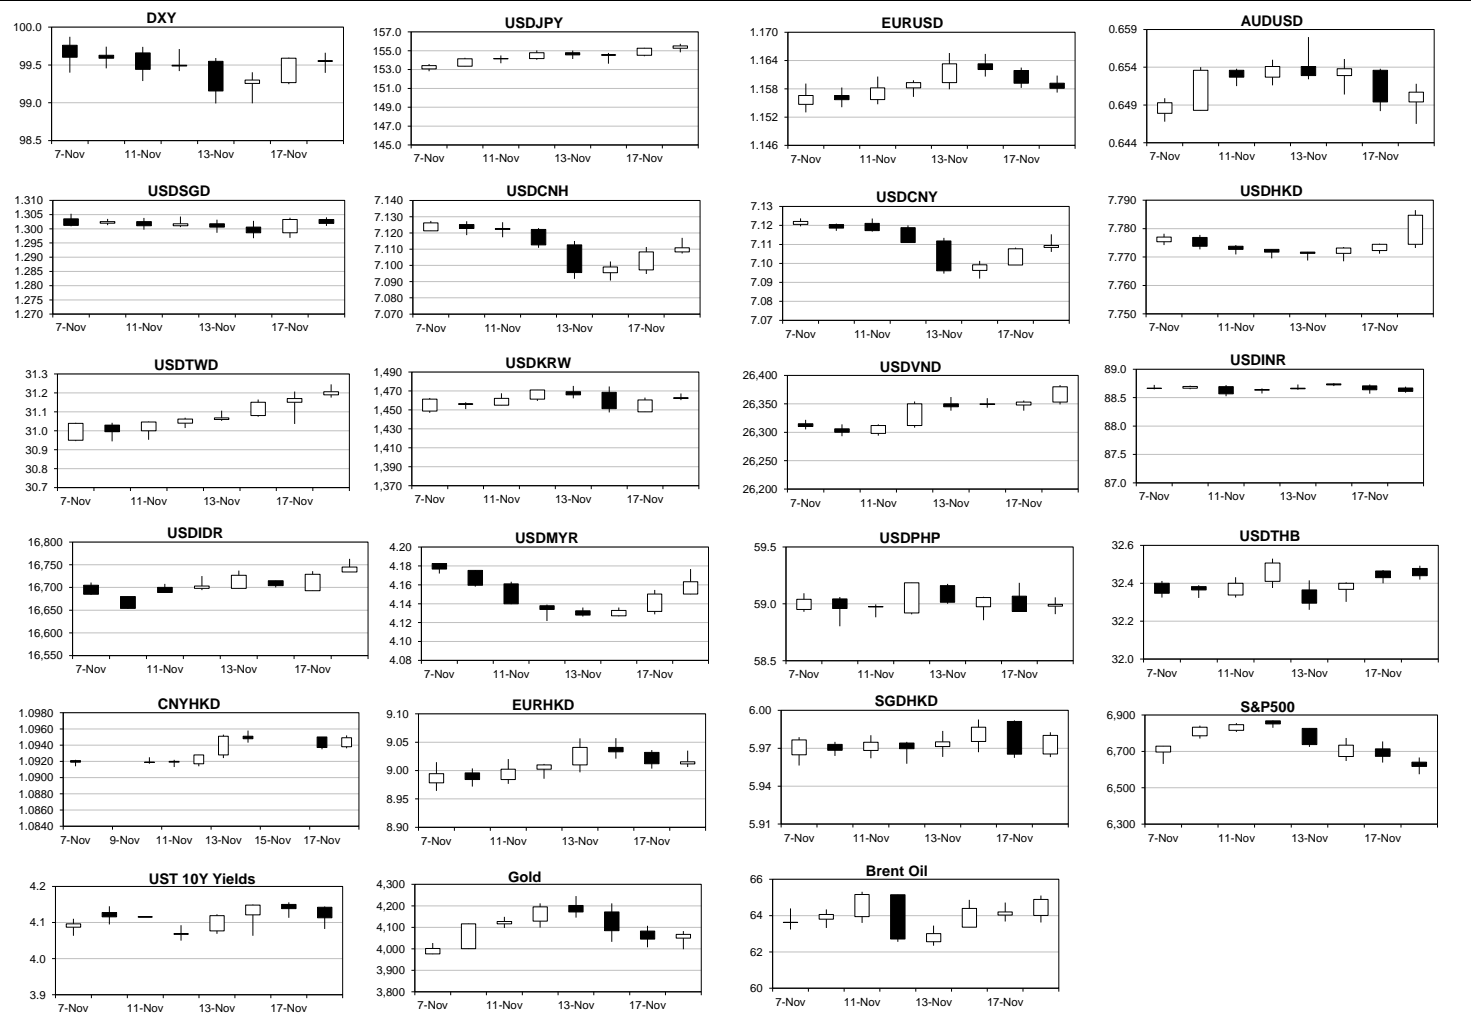 DXY
100.0
99.5
99.0
98.5
7-Nov 11-Nov 13-Nov 17-Nov
USDJPY
157.0
155.0
153.0
151.0
149.0
147.0
145.0
7-Nov 11-Nov 13-Nov 17-Nov
EURUSD
1.170
1.164
1.158
1.152
1.146
7-Nov 11-Nov 13-Nov 17-Nov
AUDUSD
0.659
0.654
0.649
0.644
7-Nov 11-Nov 13-Nov 17-Nov
USDSGD
1.310
1.305
1.300
1.295
1.290
1.285
1.280
1.275
1.270
7-Nov 11-Nov 13-Nov 17-Nov
USDCNH
7.140
7.130
7.120
7.110
7.100
7.090
7.080
7.070
7-Nov 11-Nov 13-Nov 17-Nov
USDCNY
7.13
7.12
7.11
7.10
7.09
7.08
7.07
7-Nov 11-Nov 13-Nov 17-Nov
USDHKD
7.790
7.780
7.770
7.760
7.750
7-Nov 11-Nov 13-Nov 17-Nov
USDTWD
31.3
31.2
31.1
31.0
30.9
30.8
30.7
7-Nov 11-Nov 13-Nov 17-Nov
USDKRW
1,490
1,470
1,450
1,430
1,410
1,390
1,370
7-Nov 11-Nov 13-Nov 17-Nov
USDVND
26,400
26,350
26,300
26,250
26,200
7-Nov 11-Nov 13-Nov 17-Nov
USDINR
89.0
88.5
88.0
87.5
87.0
7-Nov 11-Nov 13-Nov 17-Nov
USDIDR
16,800
16,750
16,700
16,650
16,600
16,550
7-Nov 11-Nov 13-Nov 17-Nov
USDMYR
4.20
4.18
4.16
4.14
4.12
4.10
4.08
7-Nov 11-Nov 13-Nov 17-Nov
USDPHP
59.5
59.0
58.5
7-Nov 11-Nov 13-Nov 17-Nov
USDTHB
32.6
32.4
32.2
32.0
7-Nov 11-Nov 13-Nov 17-Nov
CNYHKD
1.0980
1.0960
1.0940
1.0920
1.0900
1.0880
1.0860
1.0840
7-Nov 9-Nov 11-Nov 13-Nov 15-Nov 17-Nov
EURHKD
9.10
9.05
9.00
8.95
8.90
7-Nov 11-Nov 13-Nov 17-Nov
SGDHKD
6.00
5.97
5.94
5.91
7-Nov 11-Nov 13-Nov 17-Nov
S&P500
6,900
6,700
6,500
6,300
7-Nov 11-Nov 13-Nov 17-Nov
UST 10Y Yields
4.2
4.1
4.0
3.9
7-Nov 11-Nov 13-Nov 17-Nov
Gold
4,300
4,200
4,100
4,000
3,900
3,800
7-Nov 11-Nov 13-Nov 17-Nov
Brent Oil
66
64
62
60
7-Nov 11-Nov 13-Nov 17-Nov